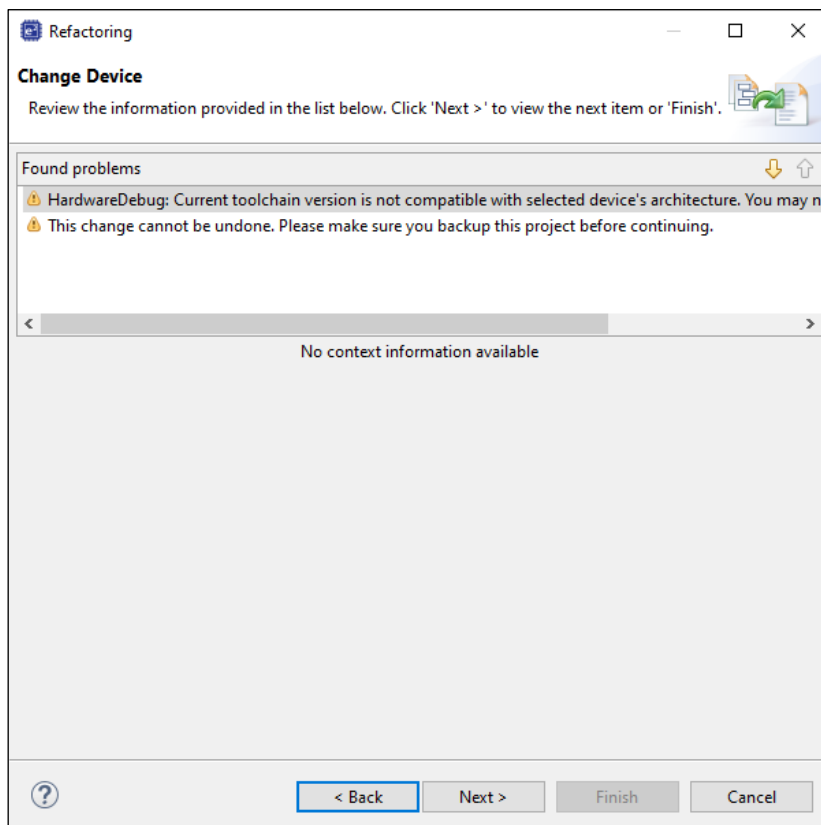 Refactoring
Change Device
Review the information provided in the list below. Click 'Next >' to view the next item or 'Finish'.
Found problems
HardwareDebug: Current toolchain version is not compatible with selected device's architecture. You may n
This change cannot be undone. Please make sure you backup this project before continuing.
No context information available
< Back Next > Finish Cancel